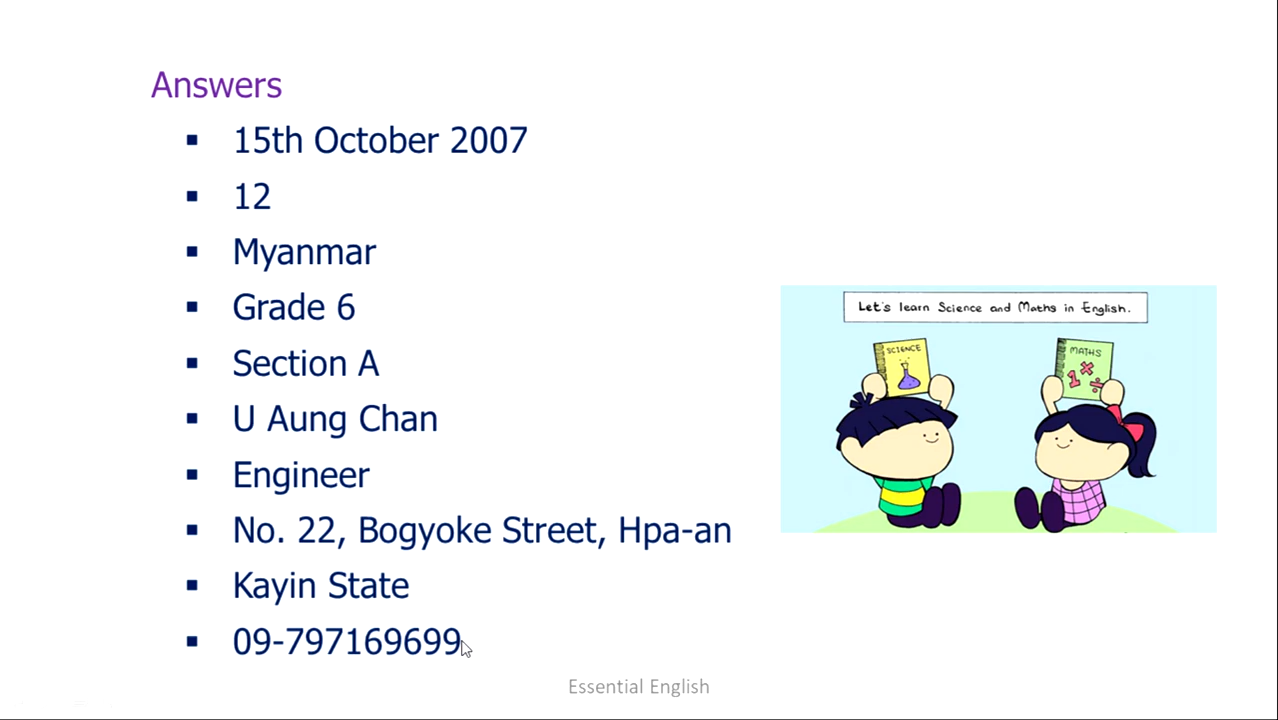 Answers
▪ 15th October 2007
▪ 12
▪ Myanmar
▪ Grade 6
▪ Section A
▪ U Aung Chan
▪ Engineer
▪ No. 22, Bogyoke Street, Hpa-an
▪ Kayin State
▪ 09-797169699
Let's learn Science and Maths in English.
SCIENCE
MATHS
1 × ÷
Essential English